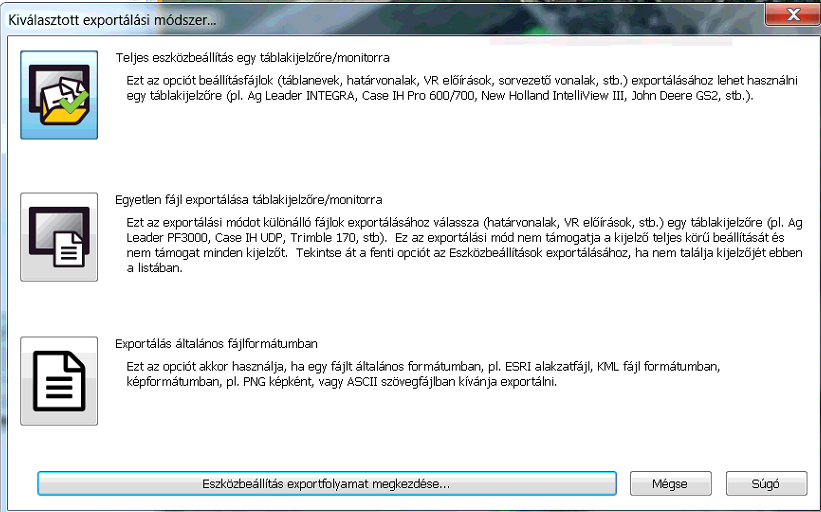 Kiválasztott exportálási módszer...
Teljes eszközbeállítás egy táblakijelzőre/monitorra
Ezt az opciót beállításfájlok (táblanevek, határvonalak, VR előírások, sorvezető vonalak, stb.) exportálásához lehet használni
egy táblakijelzőre (pl. Ag Leader INTEGRA, Case IH Pro 600/700, New Holland IntelliView III, John Deere GS2, stb.).
Egyetlen fájl exportálása táblakijelzőre/monitorra
Ezt az exportálási módot különálló fájlok exportálásához válassza (határvonalak, VR előírások, stb.) egy táblakijelzőre (pl. Ag
Leader PF3000, Case IH UDP, Trimble 170, stb). Ez az exportálási mód nem támogatja a kijelző teljes körű beállítását és
nem támogat minden kijelzőt. Tekintse át a fenti opciót az Eszközbeállítások exportálásához, ha nem találja kijelzőjét ebben
a listában.
Exportálás általános fájlformátumban
Ezt az opciót akkor használja, ha egy fájlt általános formátumban, pl. ESRI alakzatfájl, KML fájl formátumban,
képformátumban, pl. PNG képként, vagy ASCII szövegfájlban kívánja exportálni.
Eszközbeállítás exportfolyamat megkezdése... Mégse Súgó